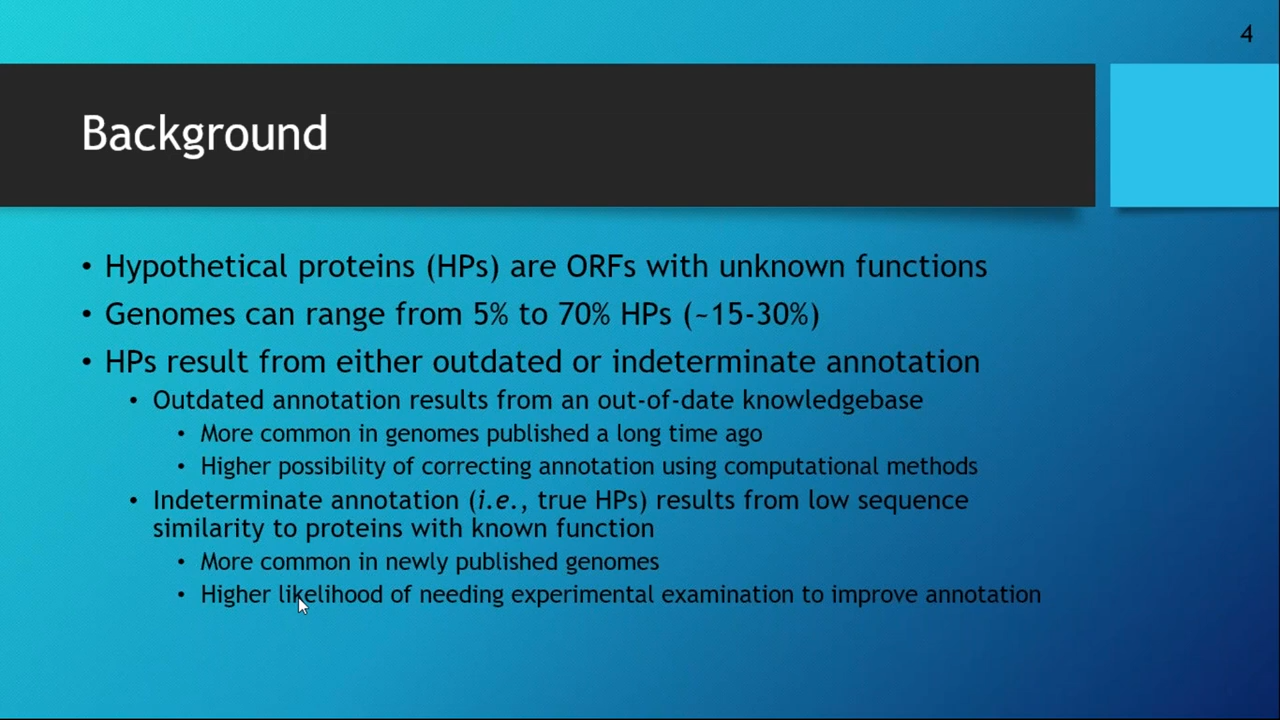 4
Background
• Hypothetical proteins (HPs) are ORFs with unknown functions
• Genomes can range from 5% to 70% HPs (~15-30%)
• HPs result from either outdated or indeterminate annotation
• Outdated annotation results from an out-of-date knowledgebase
• More common in genomes published a long time ago
• Higher possibility of correcting annotation using computational methods
• Indeterminate annotation (i.e., true HPs) results from low sequence
similarity to proteins with known function
• More common in newly published genomes
• Higher likelihood of needing experimental examination to improve annotation